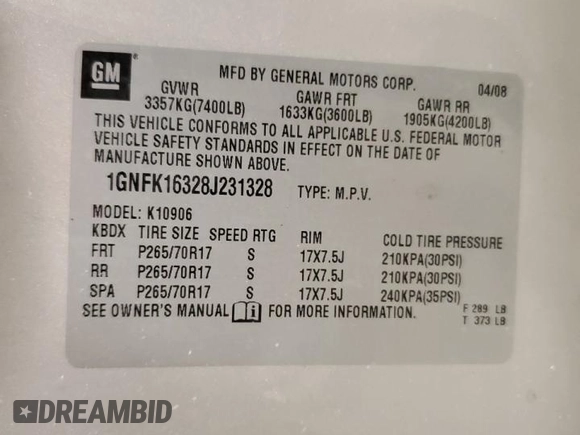 GM
MFD BY GENERAL MOTORS CORP. 04/08
GVWR GAWR FRT GAWR RR
3357KG(7400LB) 1633KG(3600LB) 1905KG(4200LB)
THIS VEHICLE CONFORMS TO ALL APPLICABLE U.S. FEDERAL MOTOR
VEHICLE SAFETY STANDARDS IN EFFECT ON THE DATE OF
MANUFACTURE SHOWN ABOVE.
1GNFK16328J231328 TYPE: M.P.V.
MODEL: K10906
KBDX TIRE SIZE SPEED RTG RIM COLD TIRE PRESSURE
FRT P265/70R17 S 17X7.5J 210KPA(30PSI)
RR P265/70R17 S 17X7.5J 210KPA(30PSI)
SPA P265/70R17 S 17X7.5J 240KPA(35PSI)
SEE OWNER'S MANUAL i FOR MORE INFORMATION. F 289 LB
T 373 LB
DREAMBID